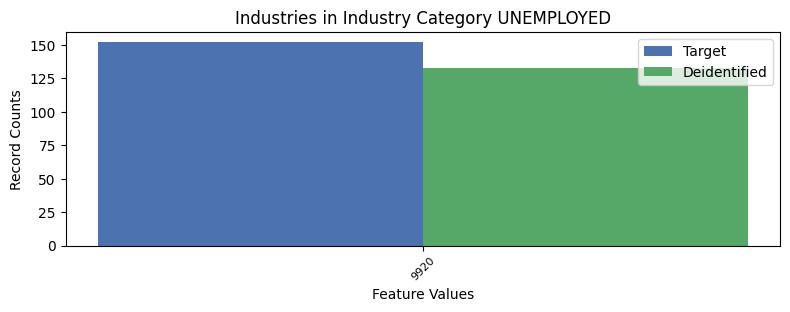 Industries in Industry Category UNEMPLOYED
Target
Deidentified
Record Counts
150
125
100
75
50
25
0
9920
Feature Values